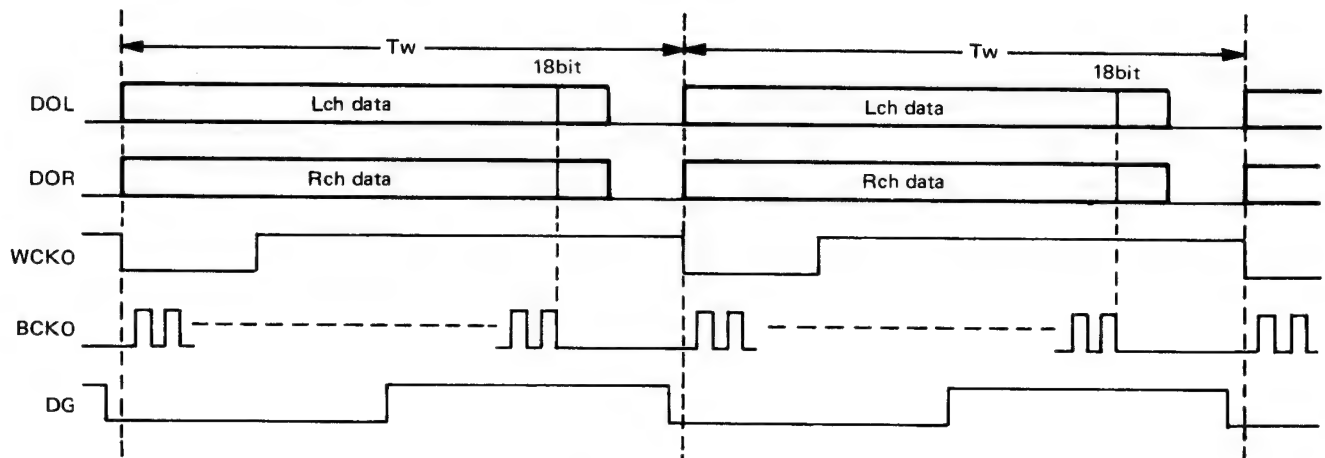 Tw Tw
18bit 18bit
DOL Lch data Lch data
DOR Rch data Rch data
WCKO
BCKO
DG